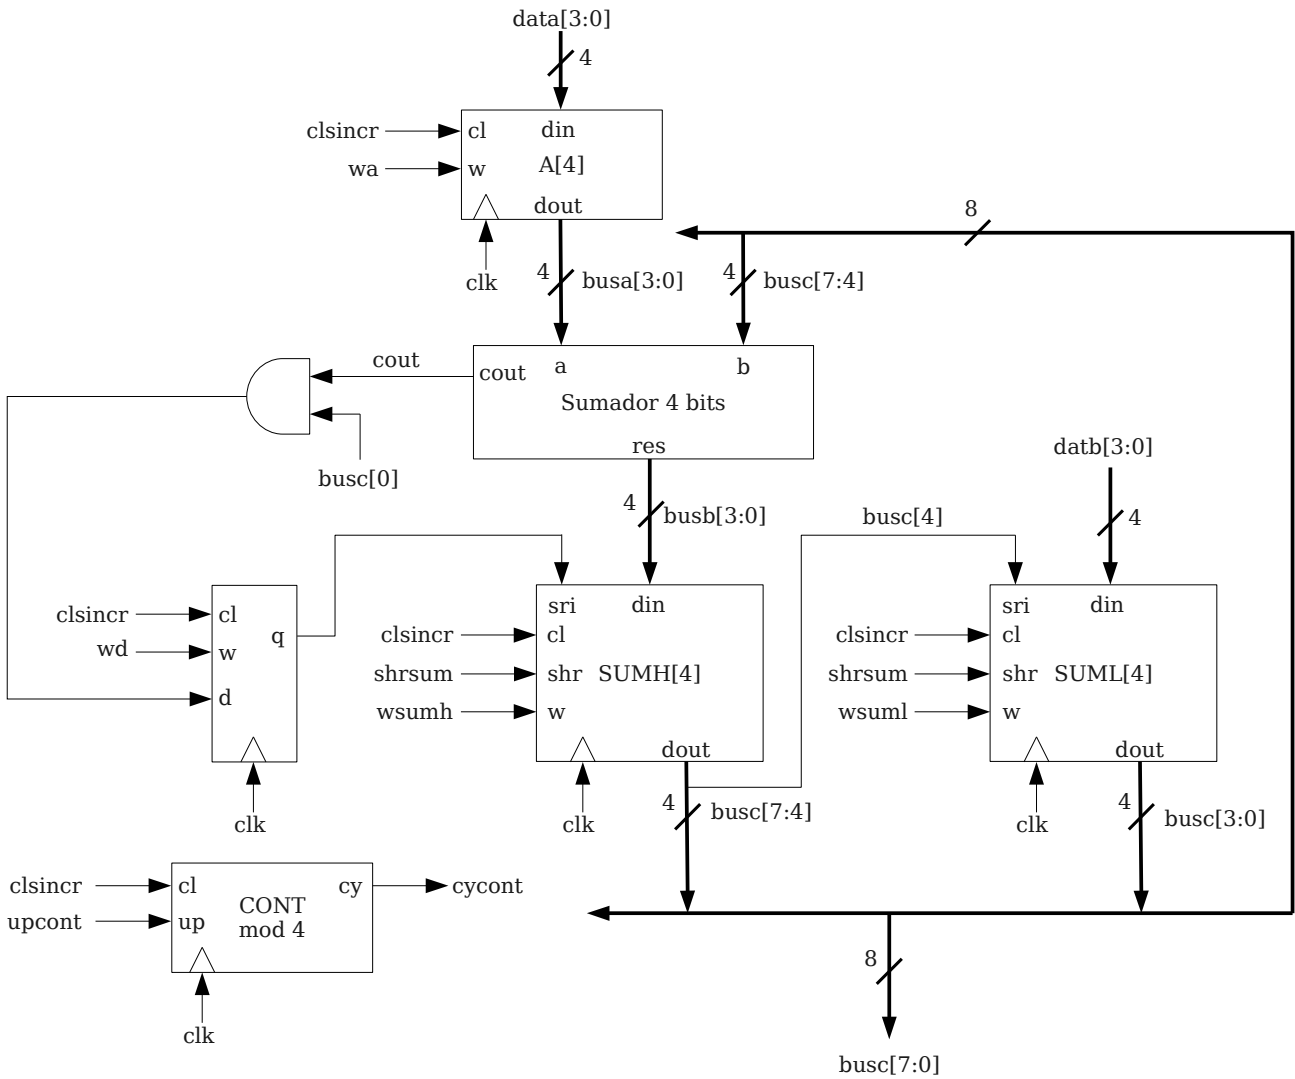 data[3:0]
4
clsincr
cl
din
wa
w
A[4]
dout
clk
8
4
busa[3:0]
4
busc[7:4]
cout
cout
a
b
Sumador 4 bits
res
busc[0]
datb[3:0]
4
busb[3:0]
busc[4]
4
clsincr
cl
q
wd
w
d
clk
sri
din
clsincr
cl
shrsum
shr
SUMH[4]
wsumh
w
dout
clk
4
busc[7:4]
sri
din
clsincr
cl
shrsum
shr
SUML[4]
wsuml
w
dout
clk
4
busc[3:0]
clsincr
cl
cy
cycont
upcont
up
CONT
mod 4
clk
8
busc[7:0]